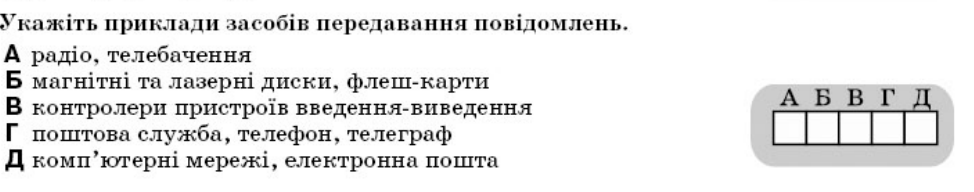 Укажіть приклади засобів передавання повідомлень.
А радіо, телебачення
Б магнітні та лазерні диски, флеш-карти
В контролери пристроїв введення-виведення
Г поштова служба, телефон, телеграф
Д комп’ютерні мережі, електронна пошта
А Б В Г Д